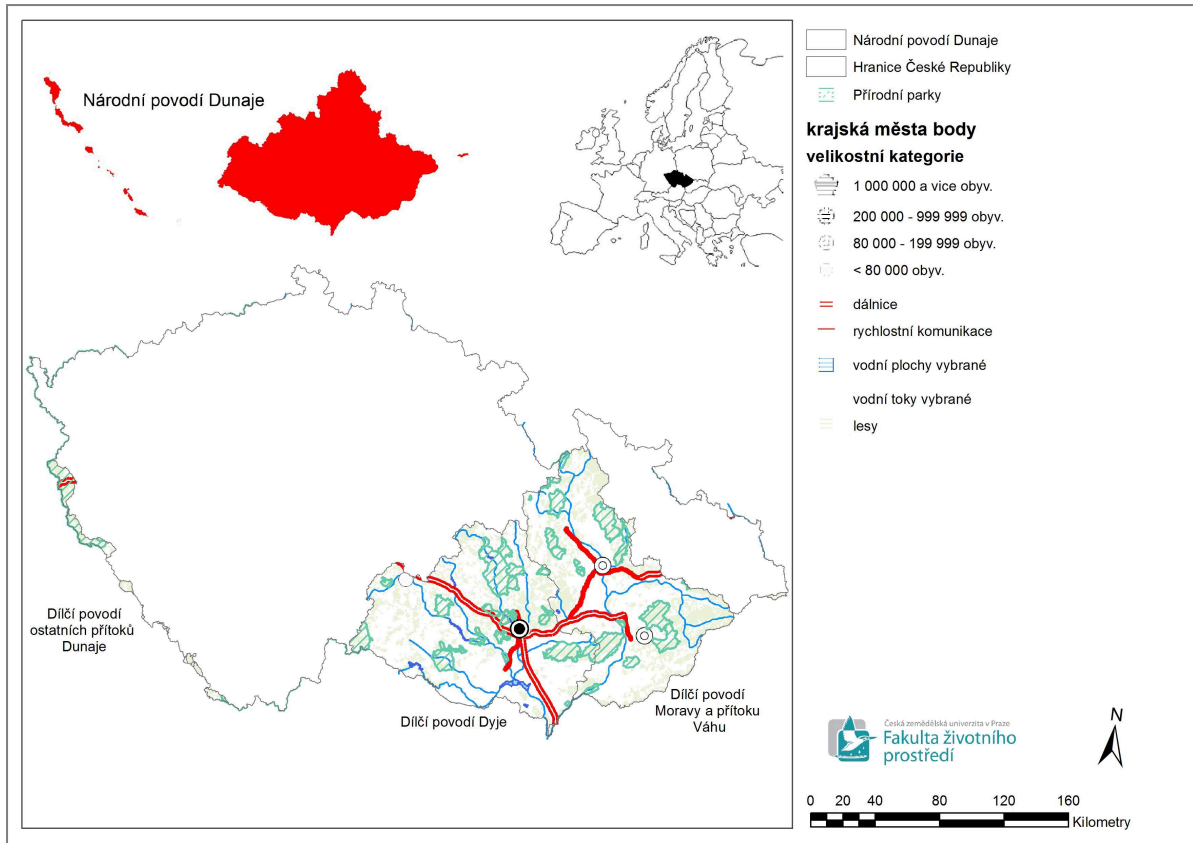 Národní povodí Dunaje
Dílčí povodí
ostatních přítoků
Dunaje
Dílčí povodí Dyje
Dílčí povodí
Moravy a přítoku
Váhu
Národní povodí Dunaje
Hranice České Republiky
Přírodní parky
krajská města body
velikostní kategorie
1 000 000 a vice obyv.
200 000 - 999 999 obyv.
80 000 - 199 999 obyv.
< 80 000 obyv.
dálnice
rychlostní komunikace
vodní plochy vybrané
vodní toky vybrané
lesy
Česká zemědělská univerzita v Praze
Fakulta životního
prostředí
N
0 20 40 80 120 160
Kilometry